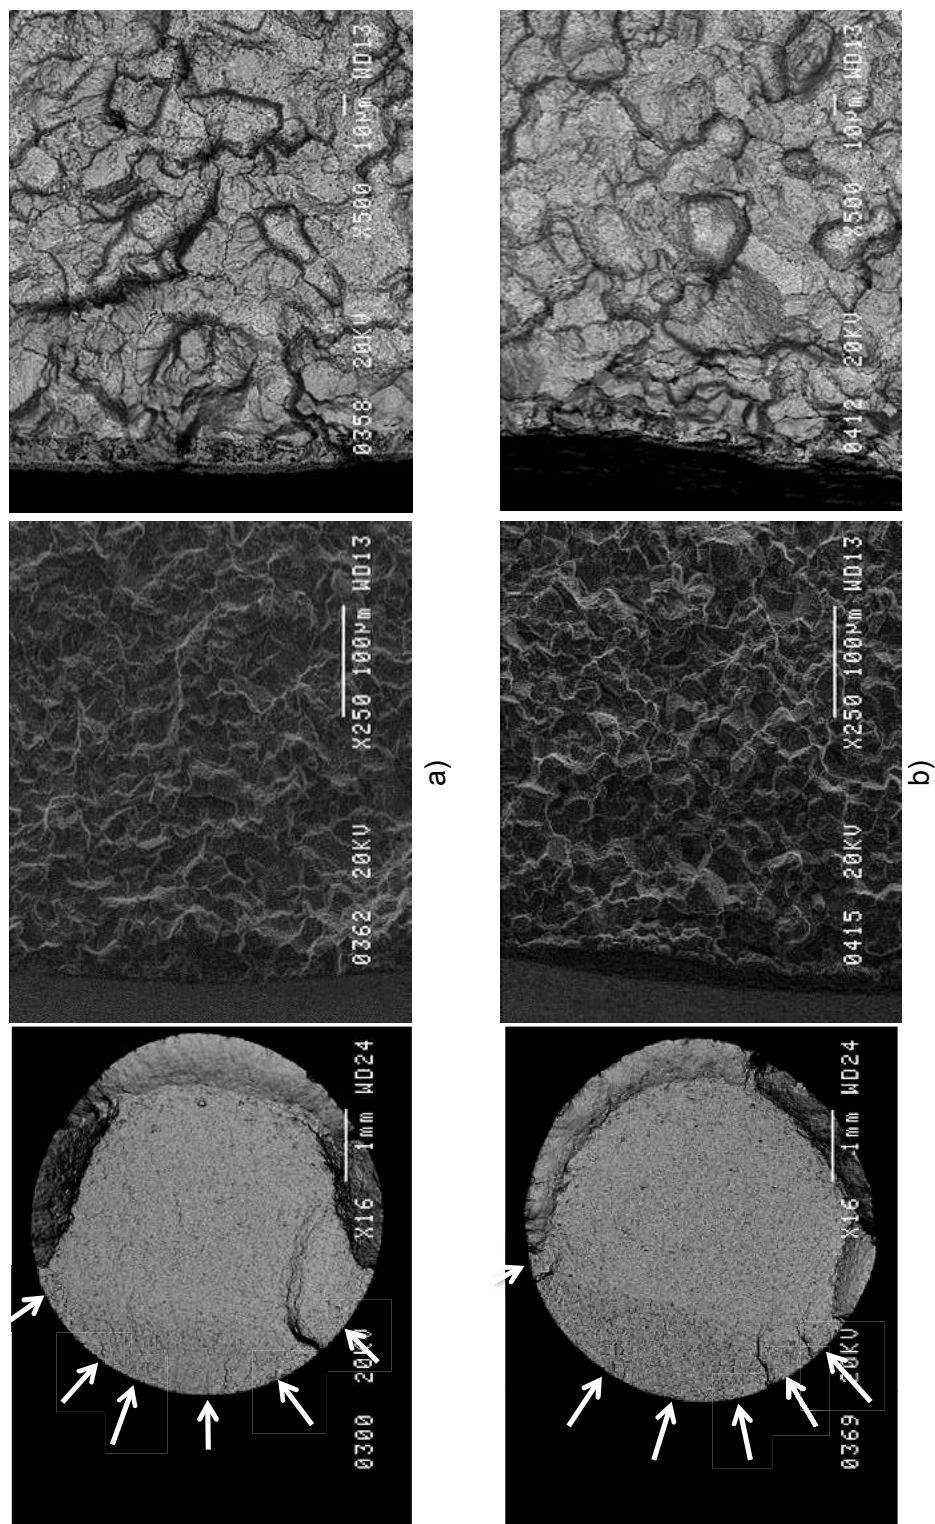 0300 20KV X16 1mm WD24
0362 20KV X250 100µm WD13
0358 20KV X500 10µm WD13
a)
0369 20KV X16 1mm WD24
0415 20KV X250 100µm WD13
0412 20KV X500 10µm WD13
b)